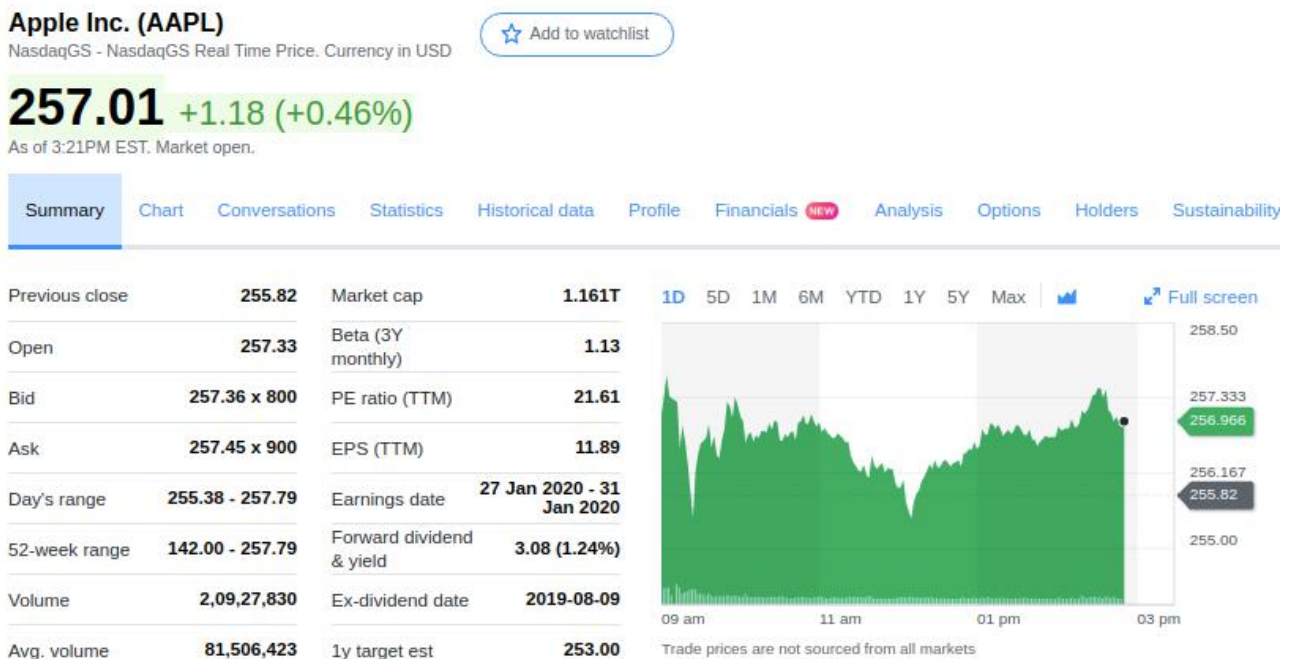 Apple Inc. (AAPL)
Add to watchlist
NasdaqGS - NasdaqGS Real Time Price. Currency in USD
257.01 +1.18 (+0.46%)
As of 3:21PM EST. Market open.
Summary Chart Conversations Statistics Historical data Profile Financials NEW Analysis Options Holders Sustainability
Previous close 255.82
Open 257.33
Bid 257.36 x 800
Ask 257.45 x 900
Day's range 255.38 - 257.79
52-week range 142.00 - 257.79
Volume 2,09,27,830
Avg. volume 81,506,423
Market cap 1.161T
Beta (3Y
monthly) 1.13
PE ratio (TTM) 21.61
EPS (TTM) 11.89
Earnings date 27 Jan 2020 - 31
Jan 2020
Forward dividend
& yield 3.08 (1.24%)
Ex-dividend date 2019-08-09
1y target est 253.00
1D 5D 1M 6M YTD 1Y 5Y Max Full screen
258.50
257.333
256.966
256.167
255.82
255.00
09 am 11 am 01 pm 03 pm
Trade prices are not sourced from all markets